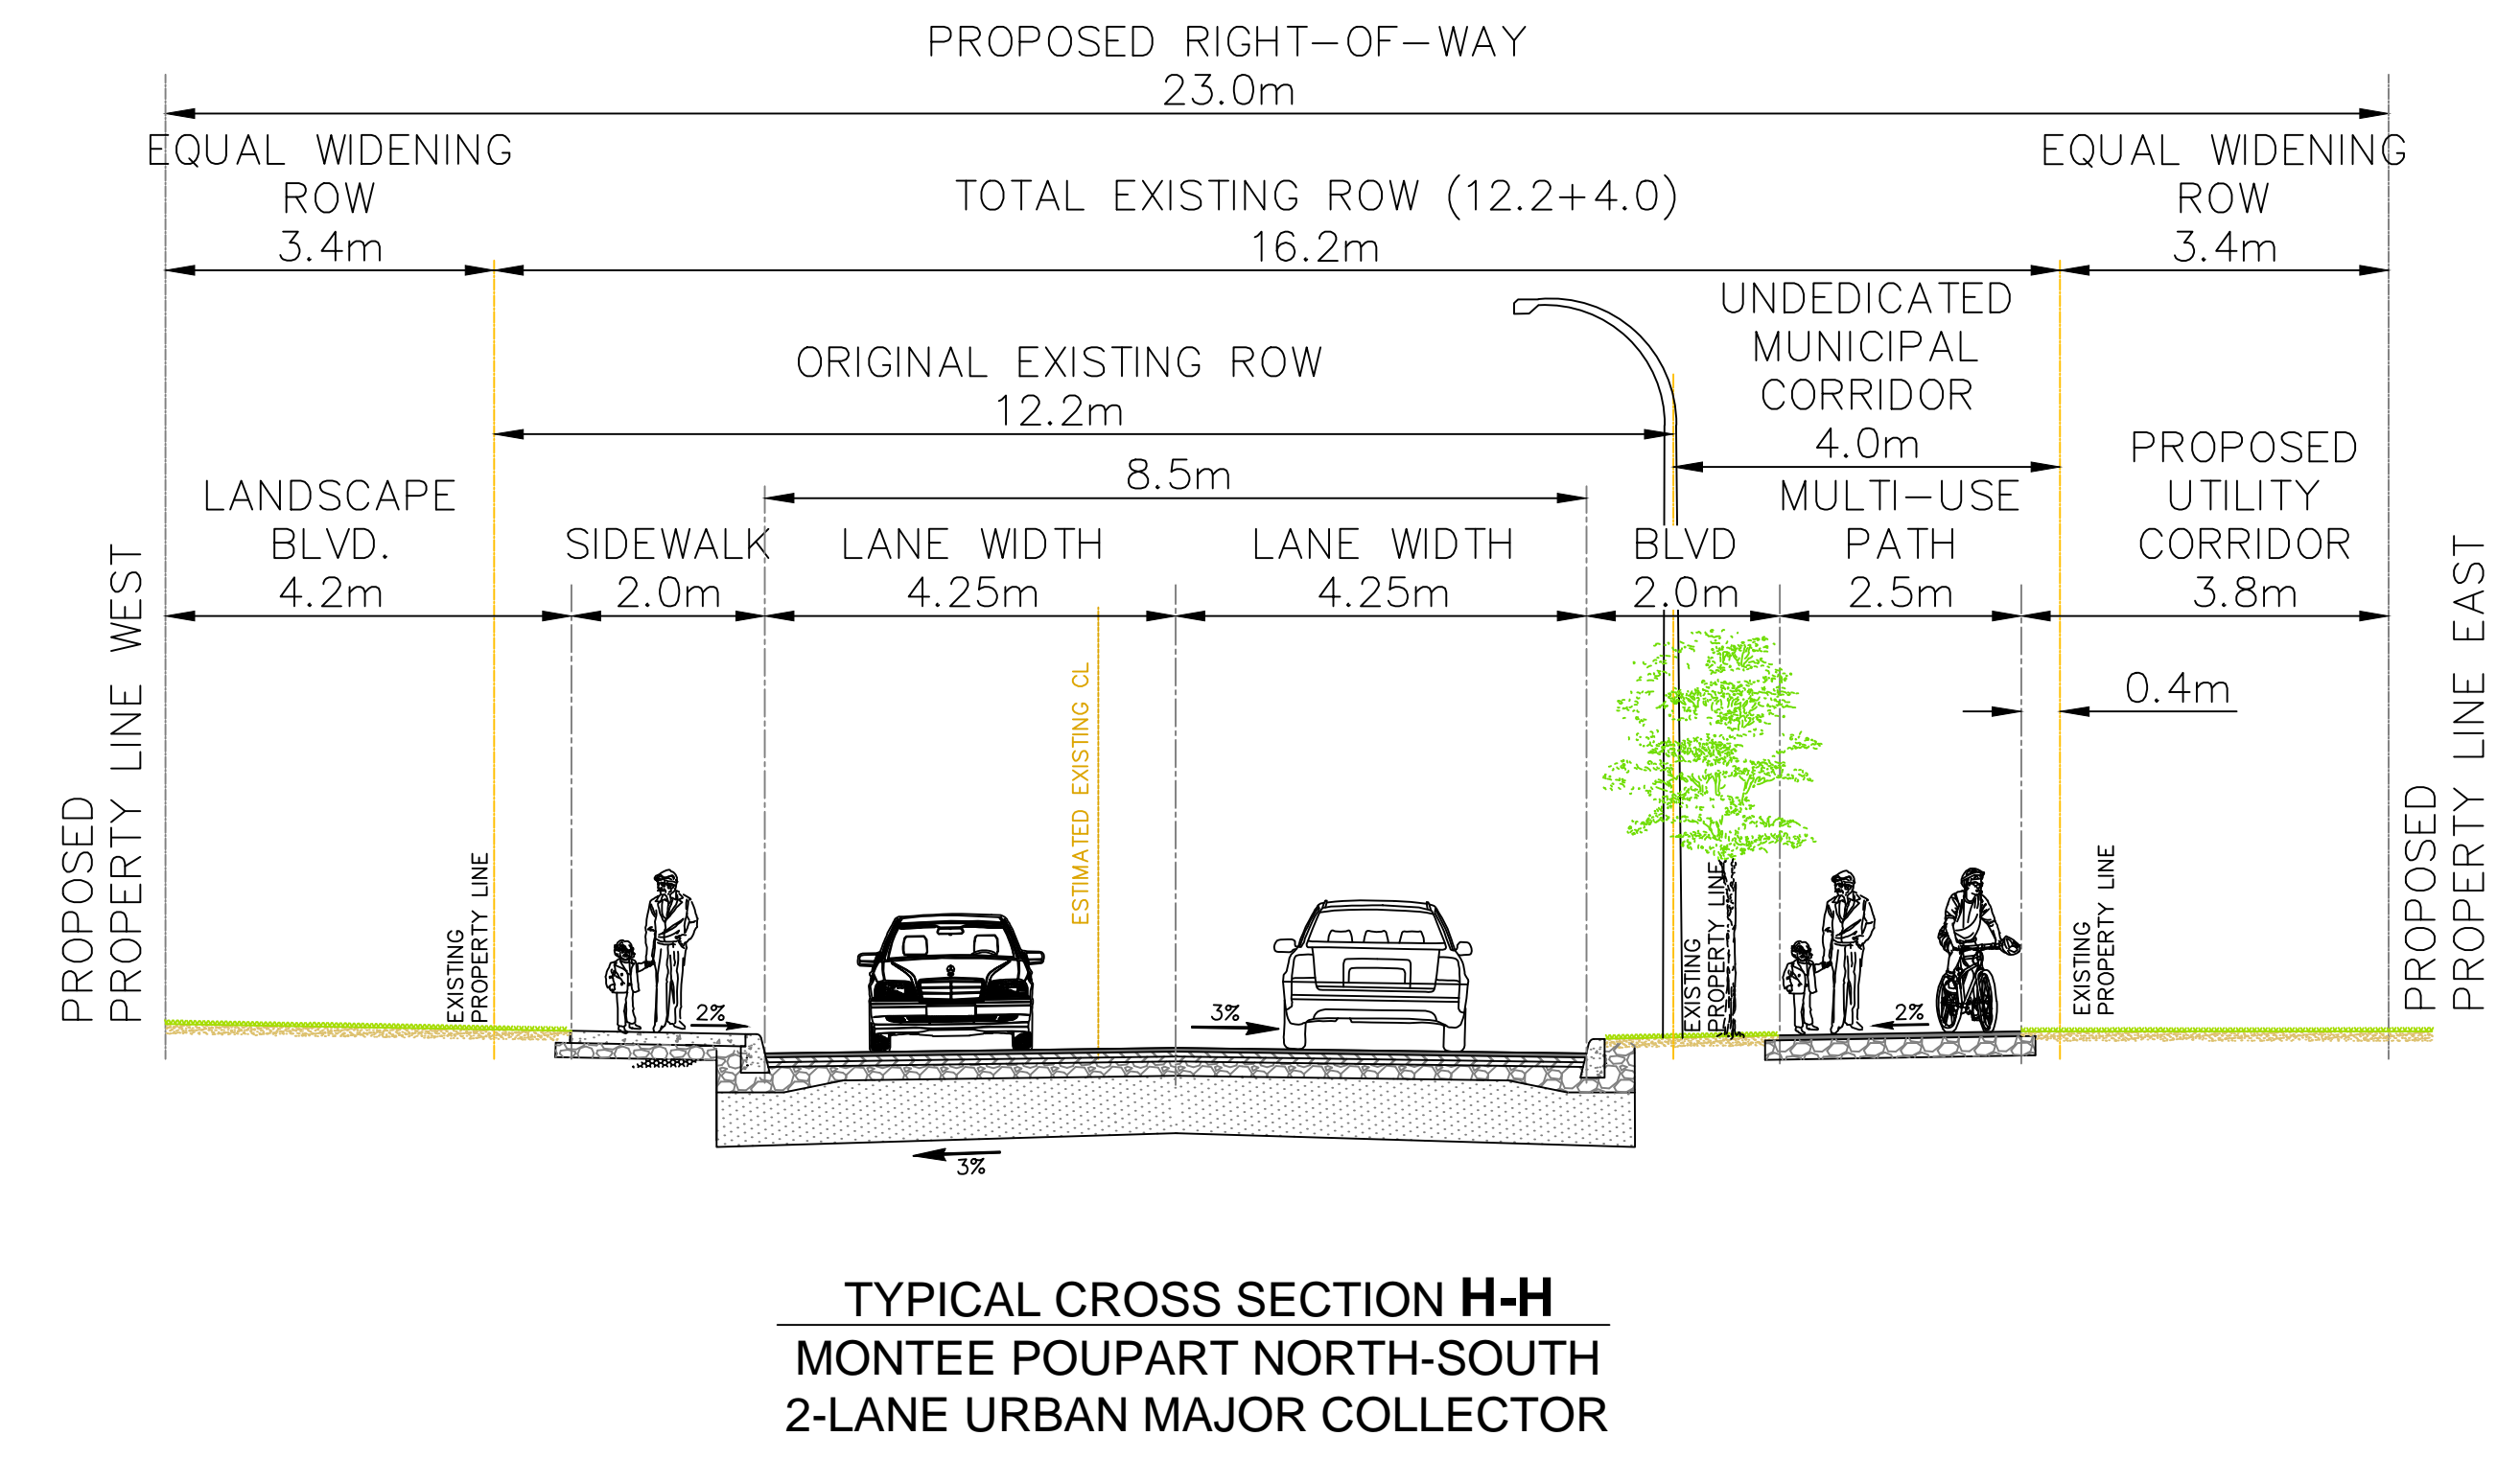 PROPOSED RIGHT-OF-WAY
23.0m
EQUAL WIDENING
ROW
3.4m
TOTAL EXISTING ROW (12.2+4.0)
16.2m
EQUAL WIDENING
ROW
3.4m
ORIGINAL EXISTING ROW
12.2m
UNDEDICATED
MUNICIPAL
CORRIDOR
4.0m
8.5m
LANDSCAPE
BLVD.
4.2m
SIDEWALK
2.0m
LANE WIDTH
4.25m
LANE WIDTH
4.25m
BLVD
2.0m
MULTI-USE
PATH
2.5m
PROPOSED
UTILITY
CORRIDOR
3.8m
0.4m
PROPOSED
PROPERTY LINE WEST
EXISTING
PROPERTY LINE
ESTIMATED EXISTING CL
EXISTING
PROPERTY LINE
EXISTING
PROPERTY LINE
PROPOSED
PROPERTY LINE EAST
2%
3%
2%
3%
TYPICAL CROSS SECTION H-H
MONTEE POUPART NORTH-SOUTH
2-LANE URBAN MAJOR COLLECTOR